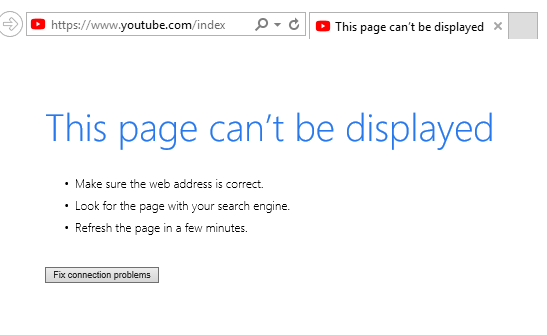 https://www.youtube.com/index
This page can't be displayed
This page can't be displayed
• Make sure the web address is correct.
• Look for the page with your search engine.
• Refresh the page in a few minutes.
Fix connection problems